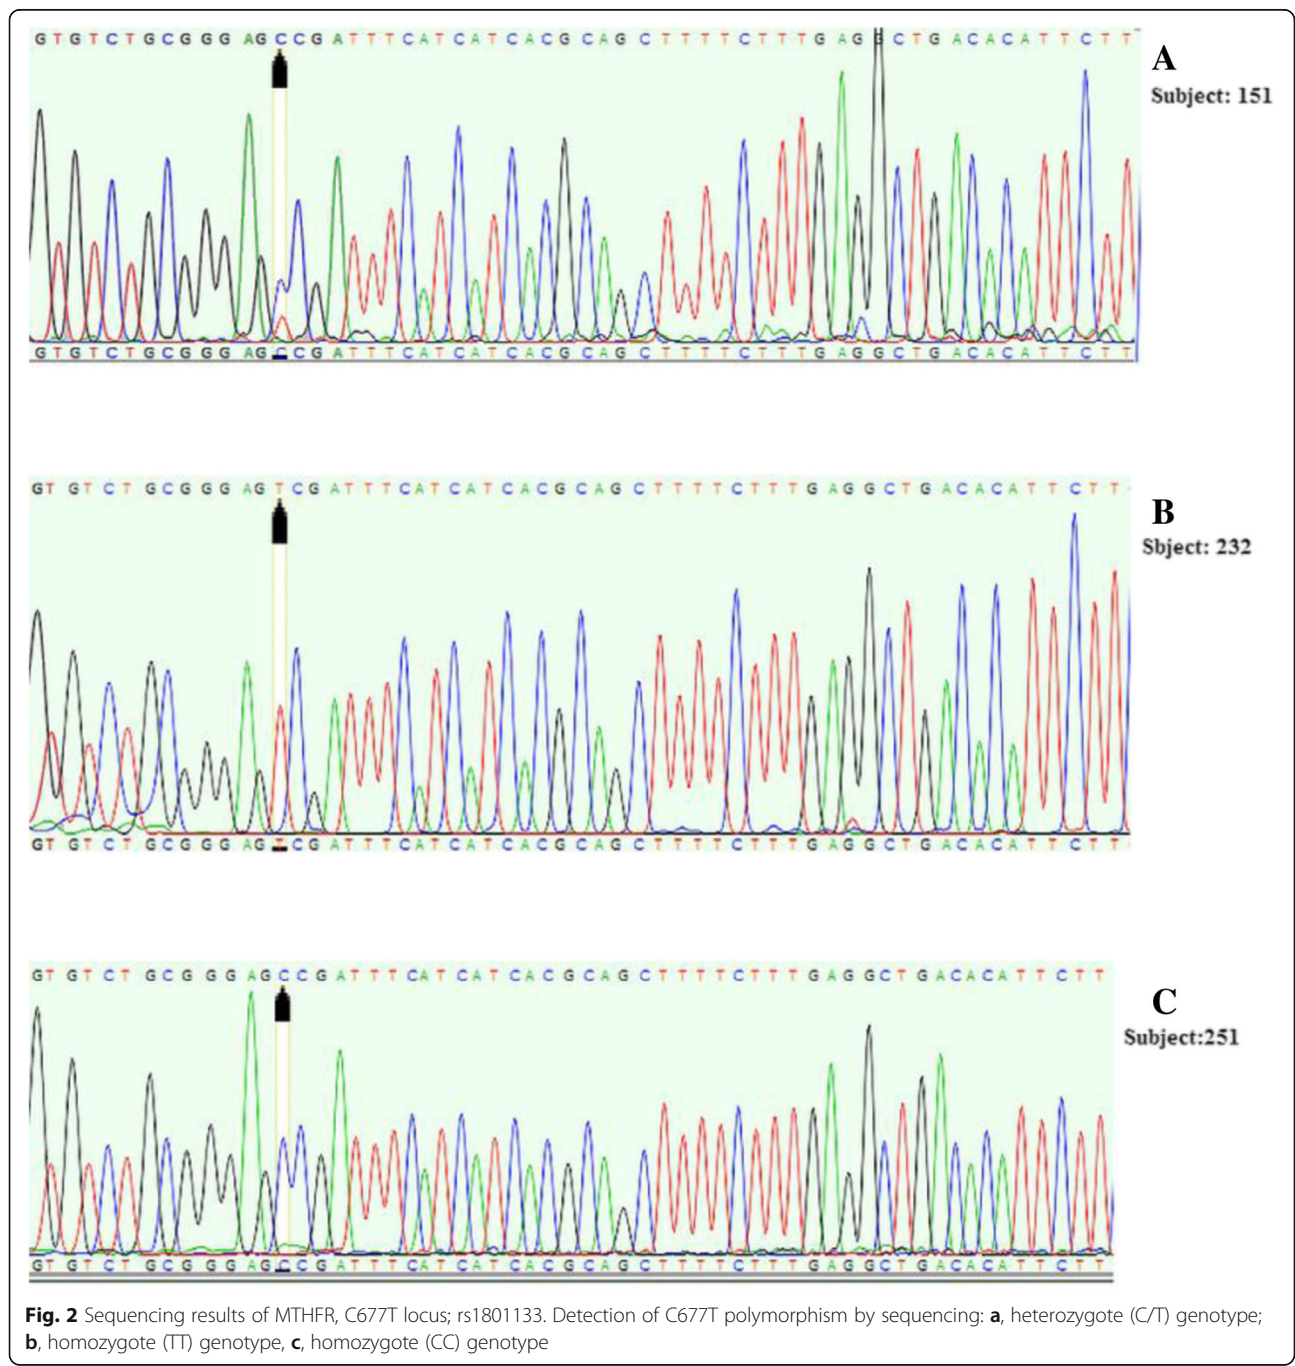 GTGTCTGCGGGAGCCGATTTCATCATCACGCAGCTTTTCTTTGAGGCTGACACATTCTT
A
Subject: 151
GTGTCTGCGGGAGCCGATTTCATCATCACGCAGCTTTTCTTTGAGGCTGACACATTCTT
GTGTCTGCGGGAGTCGATTTCATCATCACGCAGCTTTTCTTTGAGGCTGACACATTCTT
B
Sbject: 232
GTGTCTGCGGGAGTCGATTTCATCATCACGCAGCTTTTCTTTGAGGCTGACACATTCTT
GTGTCTGCGGGAGCCGATTTCATCATCACGCAGCTTTTCTTTGAGGCTGACACATTCTT
C
Subject:251
GTGTCTGCGGGAGCCGATTTCATCATCACGCAGCTTTTCTTTGAGGCTGACACATTCTT
Fig. 2 Sequencing results of MTHFR, C677T locus; rs1801133. Detection of C677T polymorphism by sequencing: a, heterozygote (C/T) genotype;
b, homozygote (TT) genotype, c, homozygote (CC) genotype